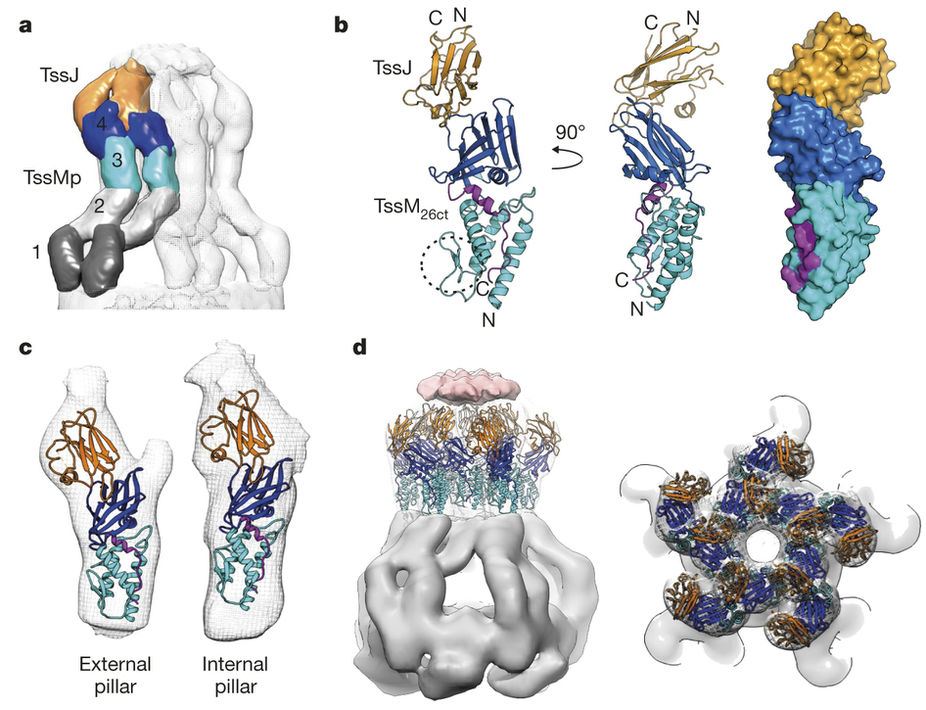 a
TssJ
4
3
TssMp
2
1
b
C N
TssJ
TssM26ct
C
N
90°
C N
C
N
c
External
pillar
Internal
pillar
d